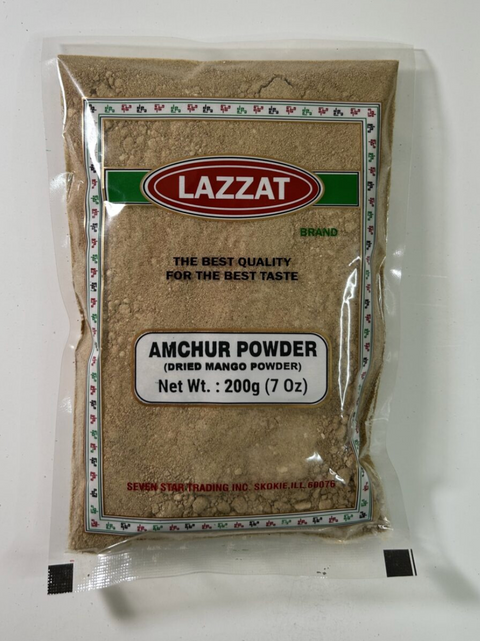 LAZZAT
BRAND
THE BEST QUALITY
FOR THE BEST TASTE
AMCHUR POWDER
(DRIED MANGO POWDER)
Net Wt. : 200g (7 Oz)
SEVEN STAR TRADING INC. SKOKIE, ILL 60076